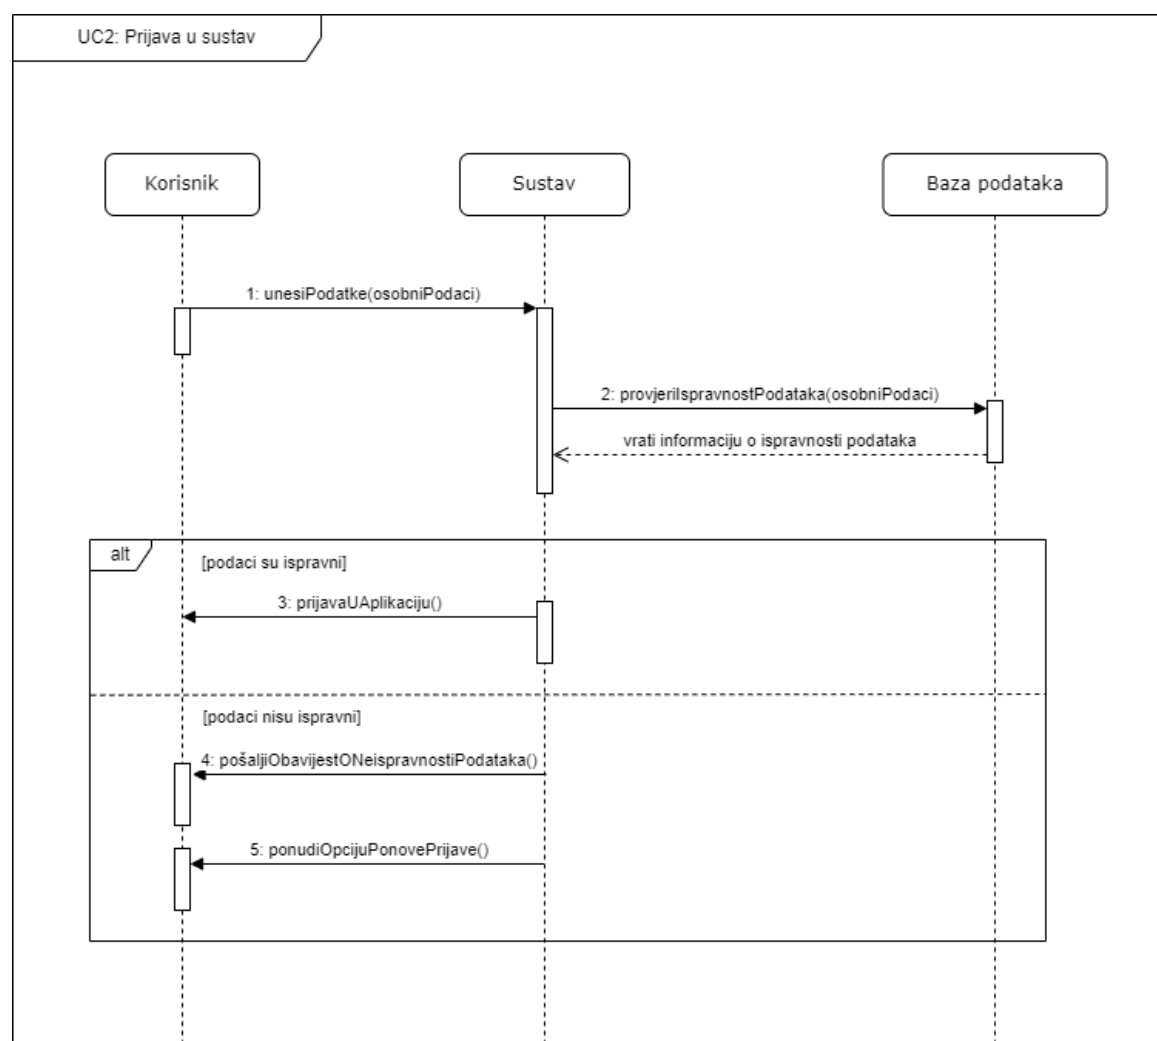 UC2: Prijava u sustav
Korisnik
Sustav
Baza podataka
1: unesiPodatke(osobniPodaci)
2: provjeriIspravnostPodataka(osobniPodaci)
vrati informaciju o ispravnosti podataka
alt
[podaci su ispravni]
3: prijavaUAplikaciju()
[podaci nisu ispravni]
4: pošaljiObavijestONeispravnostiPodataka()
5: ponudiOpcijuPonovePrijave()